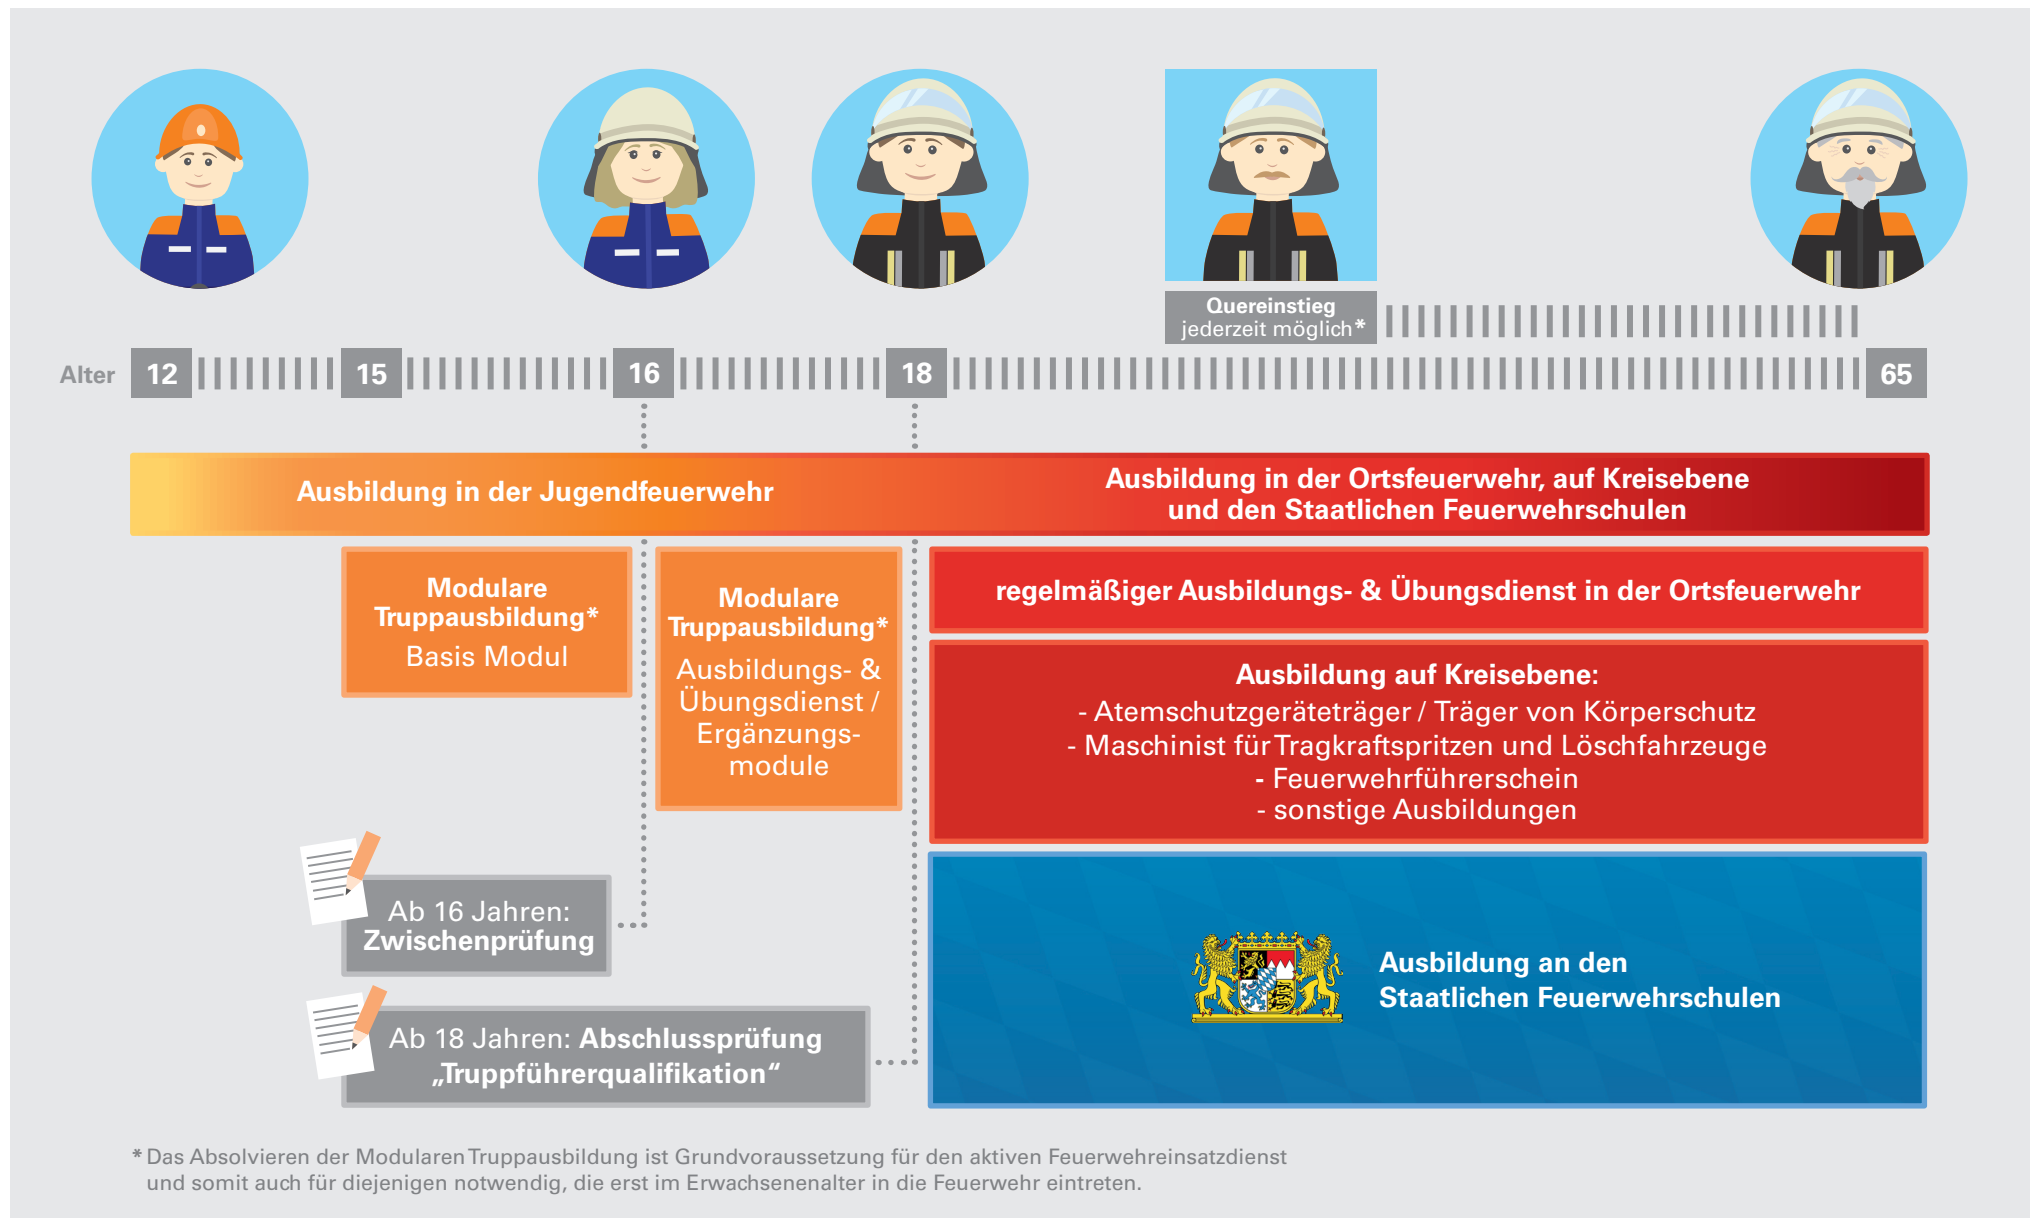 Quereinstieg
jederzeit möglich*
Alter 12 15 16 18 65
Ausbildung in der Jugendfeuerwehr
Ausbildung in der Ortsfeuerwehr, auf Kreisebene
und den Staatlichen Feuerwehrschulen
Modulare
Truppausbildung*
Basis Modul
Modulare
Truppausbildung*
Ausbildungs- &
Übungsdienst /
Ergänzungs-
module
regelmäßiger Ausbildungs- & Übungsdienst in der Ortsfeuerwehr
Ausbildung auf Kreisebene:
- Atemschutzgeräteträger / Träger von Körperschutz
- Maschinist für Tragkraftspritzen und Löschfahrzeuge
- Feuerwehrführerschein
- sonstige Ausbildungen
Ab 16 Jahren:
Zwischenprüfung
Ab 18 Jahren: Abschlussprüfung
„Truppführerqualifikation“
Ausbildung an den
Staatlichen Feuerwehrschulen
* Das Absolvieren der Modularen Truppausbildung ist Grundvoraussetzung für den aktiven Feuerwehreinsatzdienst
und somit auch für diejenigen notwendig, die erst im Erwachsenenalter in die Feuerwehr eintreten.